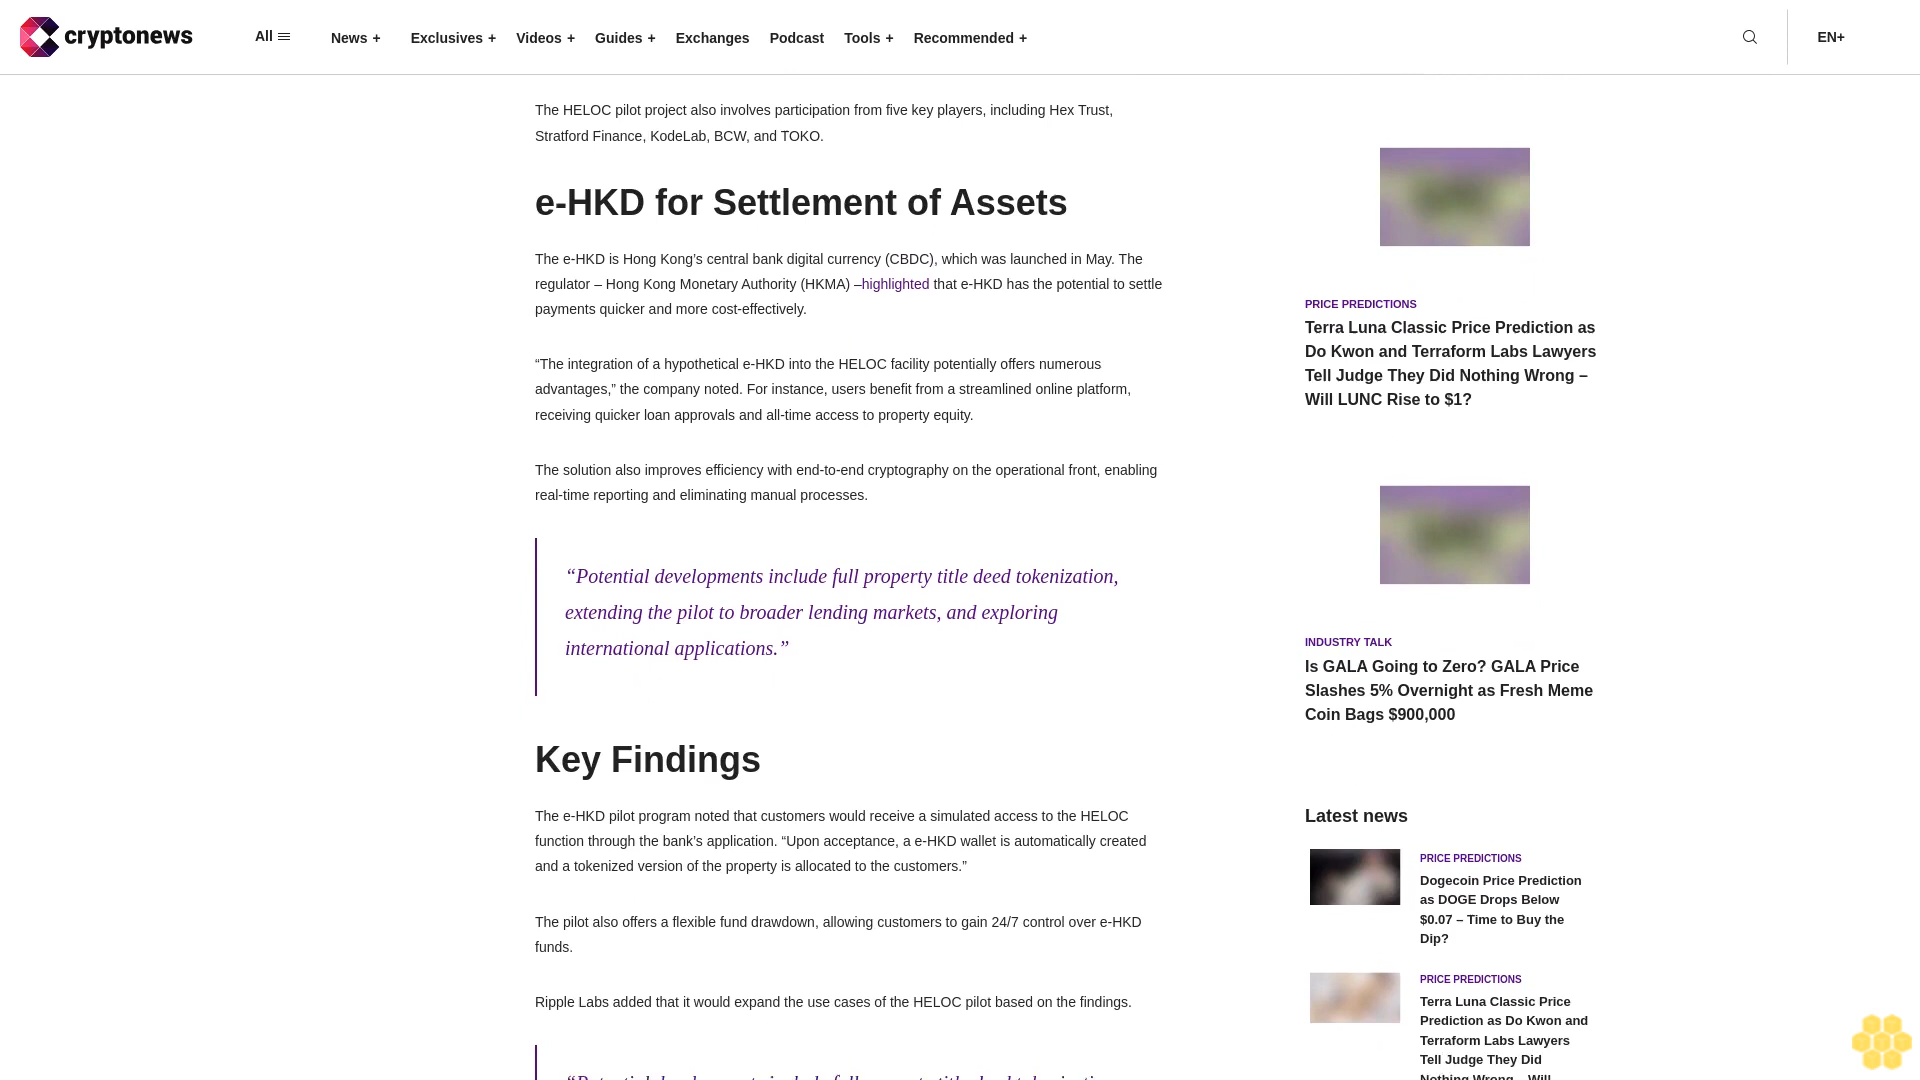 cryptonews
All
News +
Exclusives +
Videos +
Guides +
Exchanges
Podcast
Tools +
Recommended +
EN+
The HELOC pilot project also involves participation from five key players, including Hex Trust,
Stratford Finance, KodeLab, BCW, and TOKO.
e-HKD for Settlement of Assets
The e-HKD is Hong Kong’s central bank digital currency (CBDC), which was launched in May. The
regulator – Hong Kong Monetary Authority (HKMA) –highlighted that e-HKD has the potential to settle
payments quicker and more cost-effectively.
“The integration of a hypothetical e-HKD into the HELOC facility potentially offers numerous
advantages,” the company noted. For instance, users benefit from a streamlined online platform,
receiving quicker loan approvals and all-time access to property equity.
The solution also improves efficiency with end-to-end cryptography on the operational front, enabling
real-time reporting and eliminating manual processes.
“Potential developments include full property title deed tokenization,
extending the pilot to broader lending markets, and exploring
international applications.”
Key Findings
The e-HKD pilot program noted that customers would receive a simulated access to the HELOC
function through the bank’s application. “Upon acceptance, a e-HKD wallet is automatically created
and a tokenized version of the property is allocated to the customers.”
The pilot also offers a flexible fund drawdown, allowing customers to gain 24/7 control over e-HKD
funds.
Ripple Labs added that it would expand the use cases of the HELOC pilot based on the findings.
PRICE PREDICTIONS
Terra Luna Classic Price Prediction as
Do Kwon and Terraform Labs Lawyers
Tell Judge They Did Nothing Wrong –
Will LUNC Rise to $1?
INDUSTRY TALK
Is GALA Going to Zero? GALA Price
Slashes 5% Overnight as Fresh Meme
Coin Bags $900,000
Latest news
PRICE PREDICTIONS
Dogecoin Price Prediction
as DOGE Drops Below
$0.07 – Time to Buy the
Dip?
PRICE PREDICTIONS
Terra Luna Classic Price
Prediction as Do Kwon and
Terraform Labs Lawyers
Tell Judge They Did
Nothing Wrong – Will